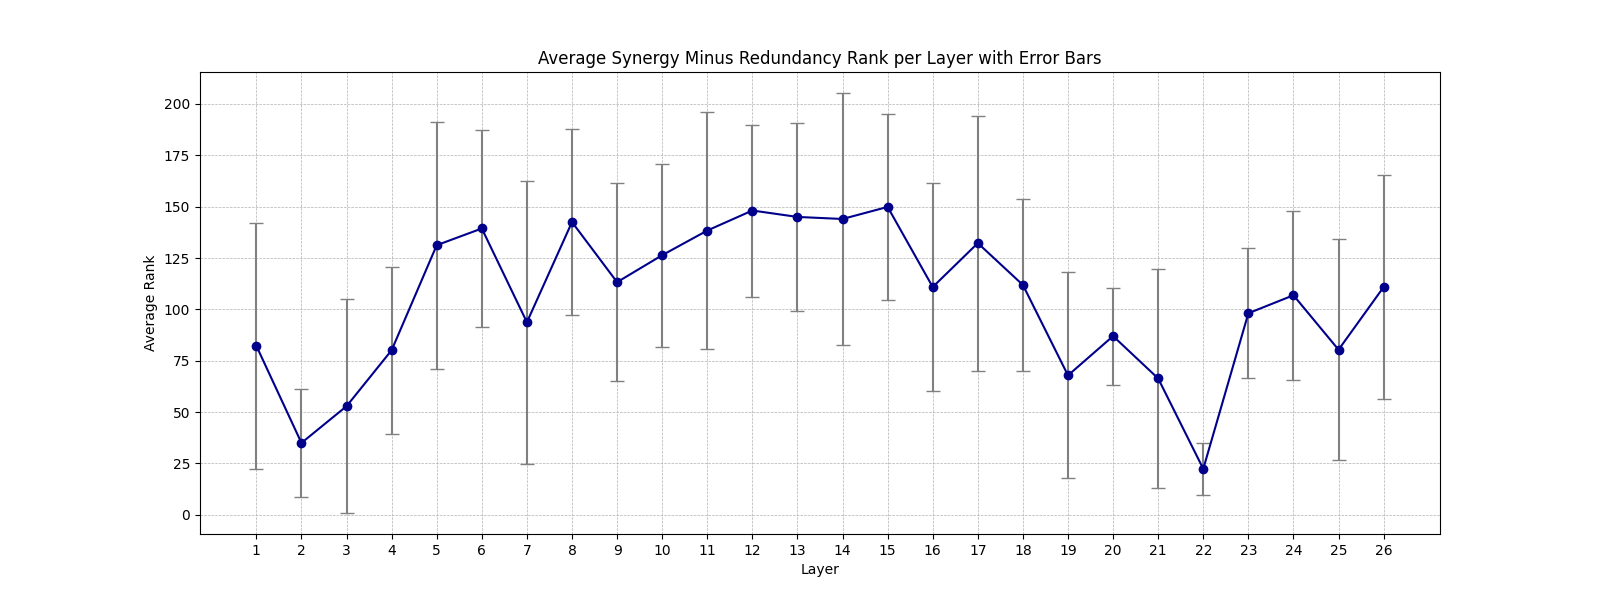 Average Synergy Minus Redundancy Rank per Layer with Error Bars
200
175
150
125
100
75
50
25
0
Average Rank
1 2 3 4 5 6 7 8 9 10 11 12 13 14 15 16 17 18 19 20 21 22 23 24 25 26
Layer